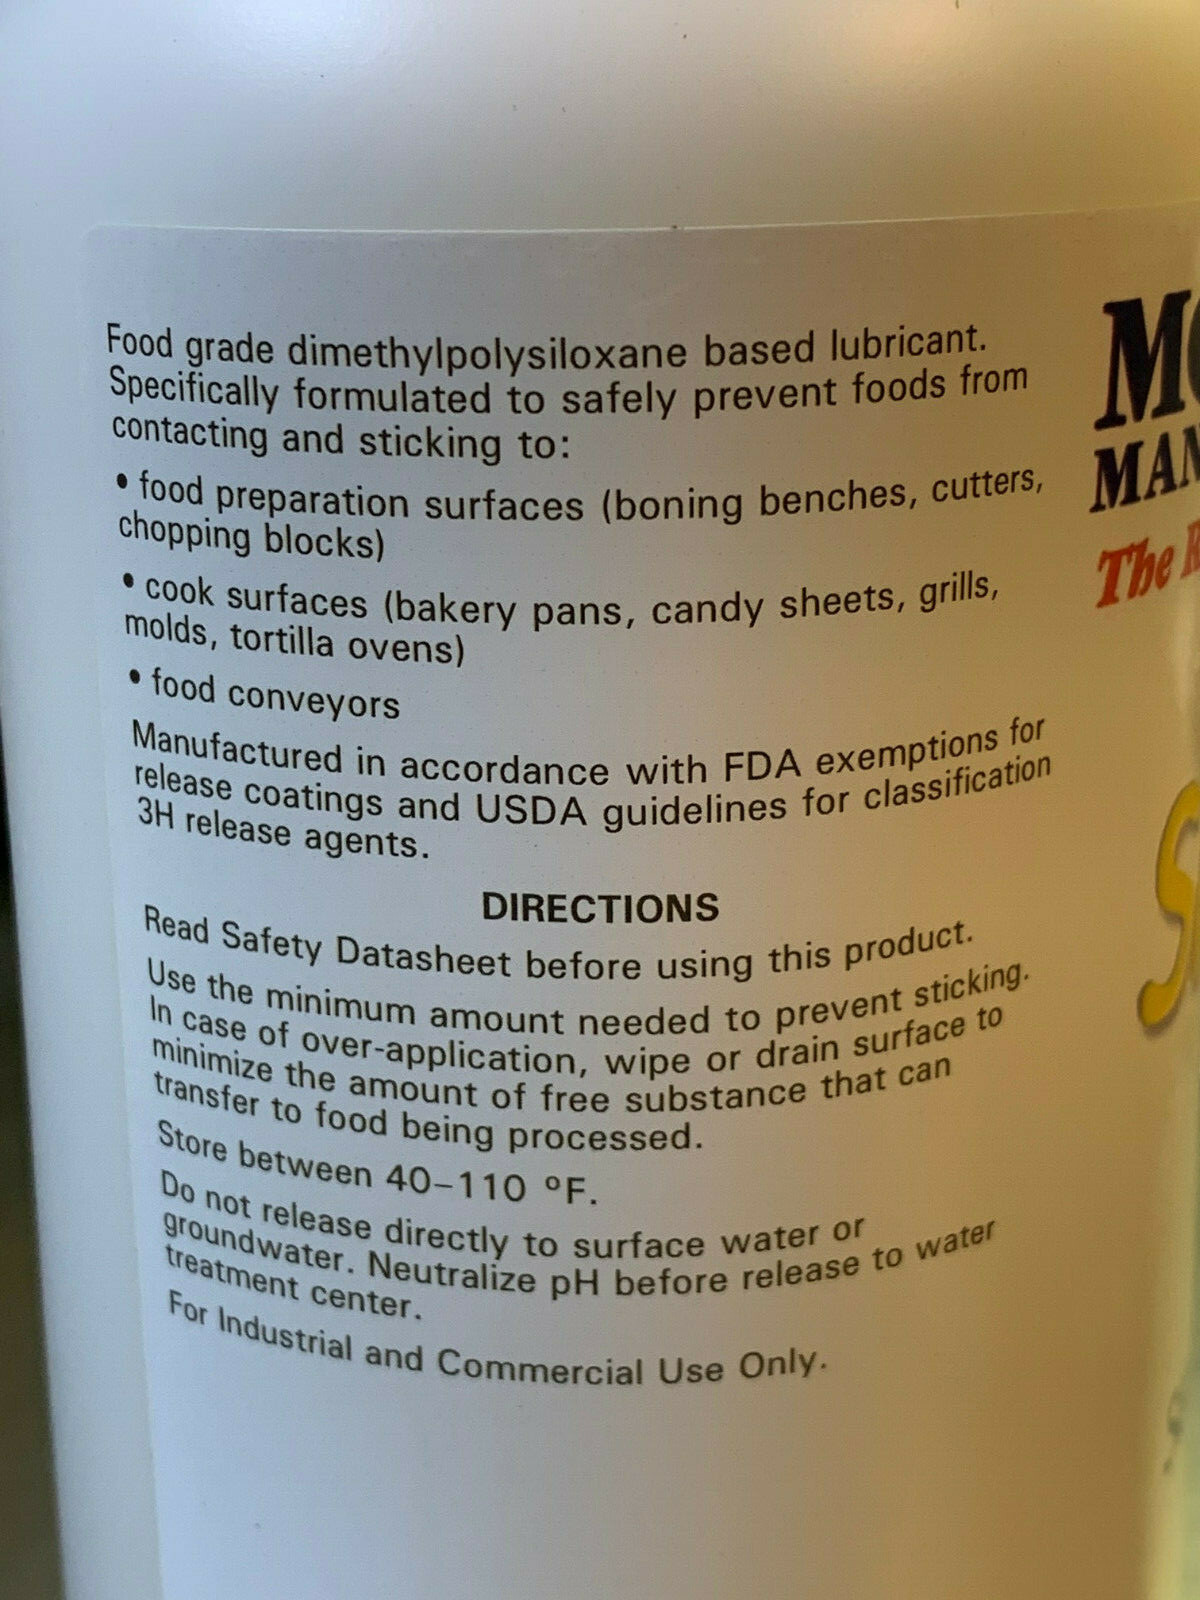 Food grade dimethylpolysiloxane based lubricant.
Specifically formulated to safely prevent foods from
contacting and sticking to:
• food preparation surfaces (boning benches, cutters,
chopping blocks)
• cook surfaces (bakery pans, candy sheets, grills,
molds, tortilla ovens)
• food conveyors
Manufactured in accordance with FDA exemptions for
release coatings and USDA guidelines for classification
3H release agents.
DIRECTIONS
Read Safety Datasheet before using this product.
Use the minimum amount needed to prevent sticking.
In case of over-application, wipe or drain surface to
minimize the amount of free substance that can
transfer to food being processed.
Store between 40–110 °F.
Do not release directly to surface water or
groundwater. Neutralize pH before release to water
treatment center.
For Industrial and Commercial Use Only.
The